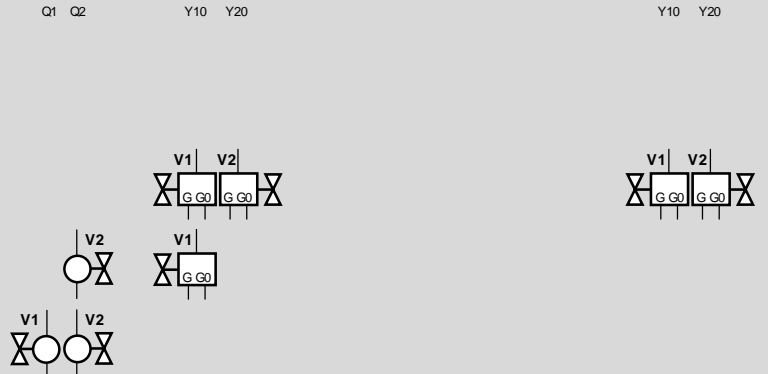 Q1 Q2 Y10 Y20 Y10 Y20
V1 V2 V1 V2
G G0 G G0 G G0 G G0
V2 V1
G G0
V1 V2